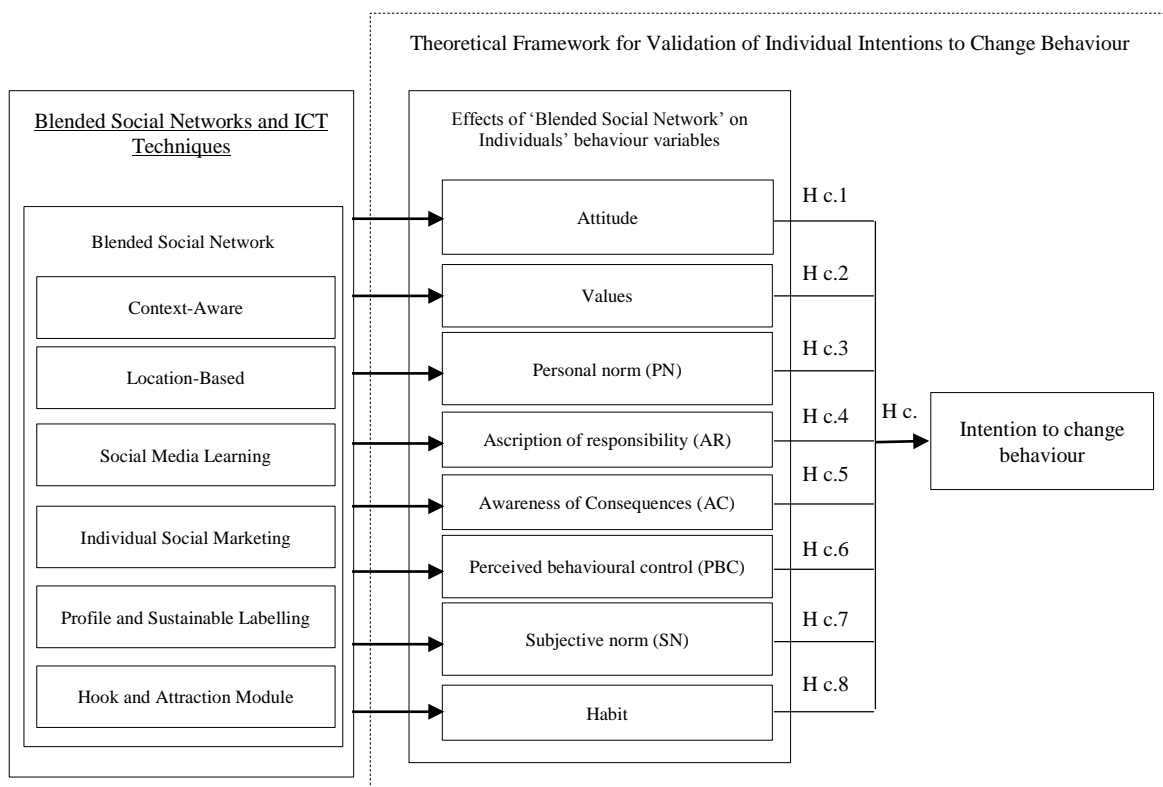 Theoretical Framework for Validation of Individual Intentions to Change Behaviour
Blended Social Networks and ICT
Techniques
Blended Social Network
Context-Aware
Location-Based
Social Media Learning
Individual Social Marketing
Profile and Sustainable Labelling
Hook and Attraction Module
Effects of ‘Blended Social Network’ on
Individuals’ behaviour variables
Attitude
Values
Personal norm (PN)
Ascription of responsibility (AR)
Awareness of Consequences (AC)
Perceived behavioural control (PBC)
Subjective norm (SN)
Habit
H c.1
H c.2
H c.3
H c.4
H c.5
H c.6
H c.7
H c.8
H c.
Intention to change
behaviour